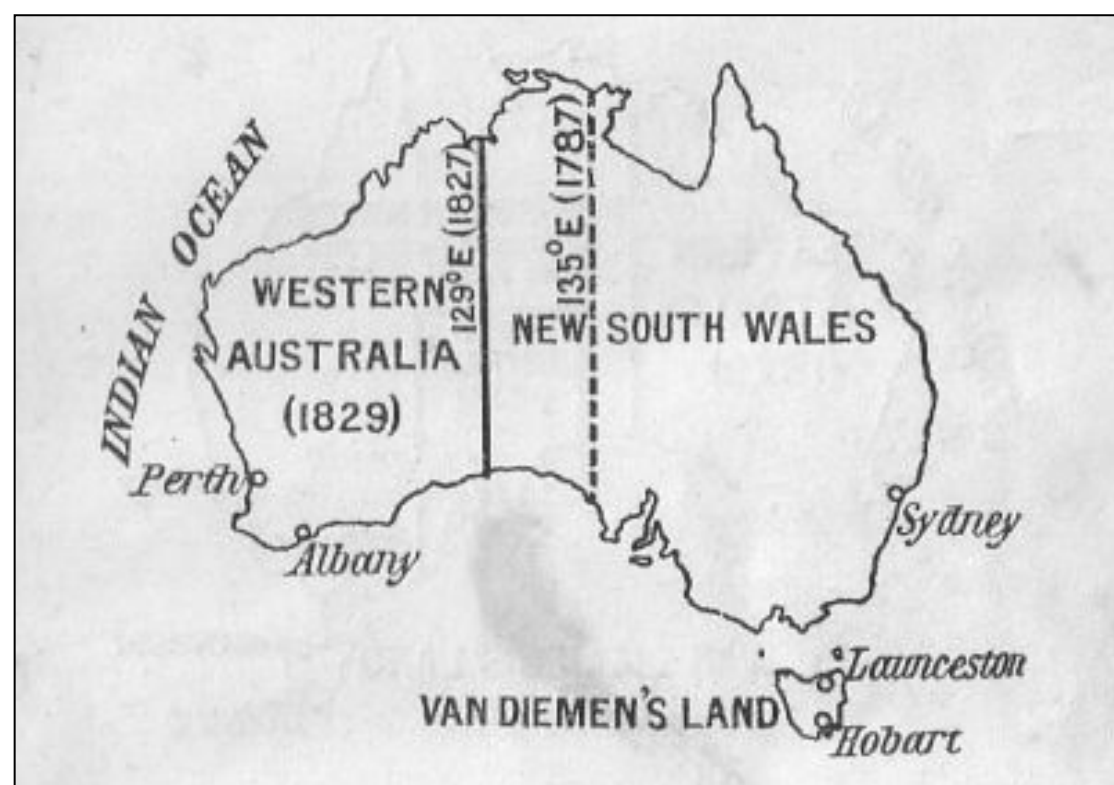 INDIAN OCEAN
WESTERN
AUSTRALIA
(1829)
129°E (1827)
135°E (1787)
NEW SOUTH WALES
Perth
Albany
Sydney
Launceston
VAN DIEMEN'S LAND
Hobart